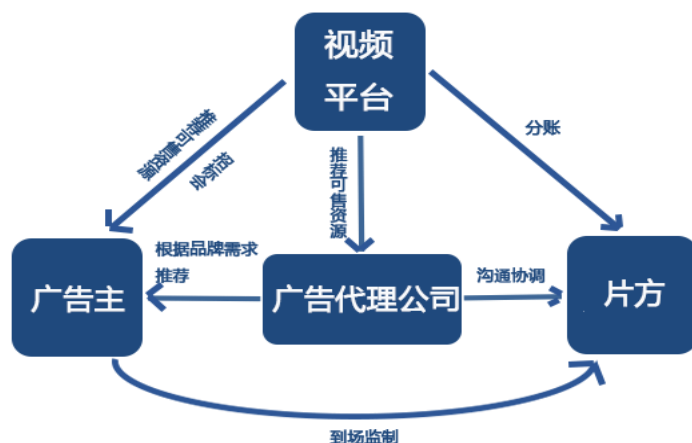 视频
平台
推荐可售资源
招标会
推荐可售资源
分账
根据品牌需求
推荐
沟通协调
广告主
广告代理公司
片方
到场监制